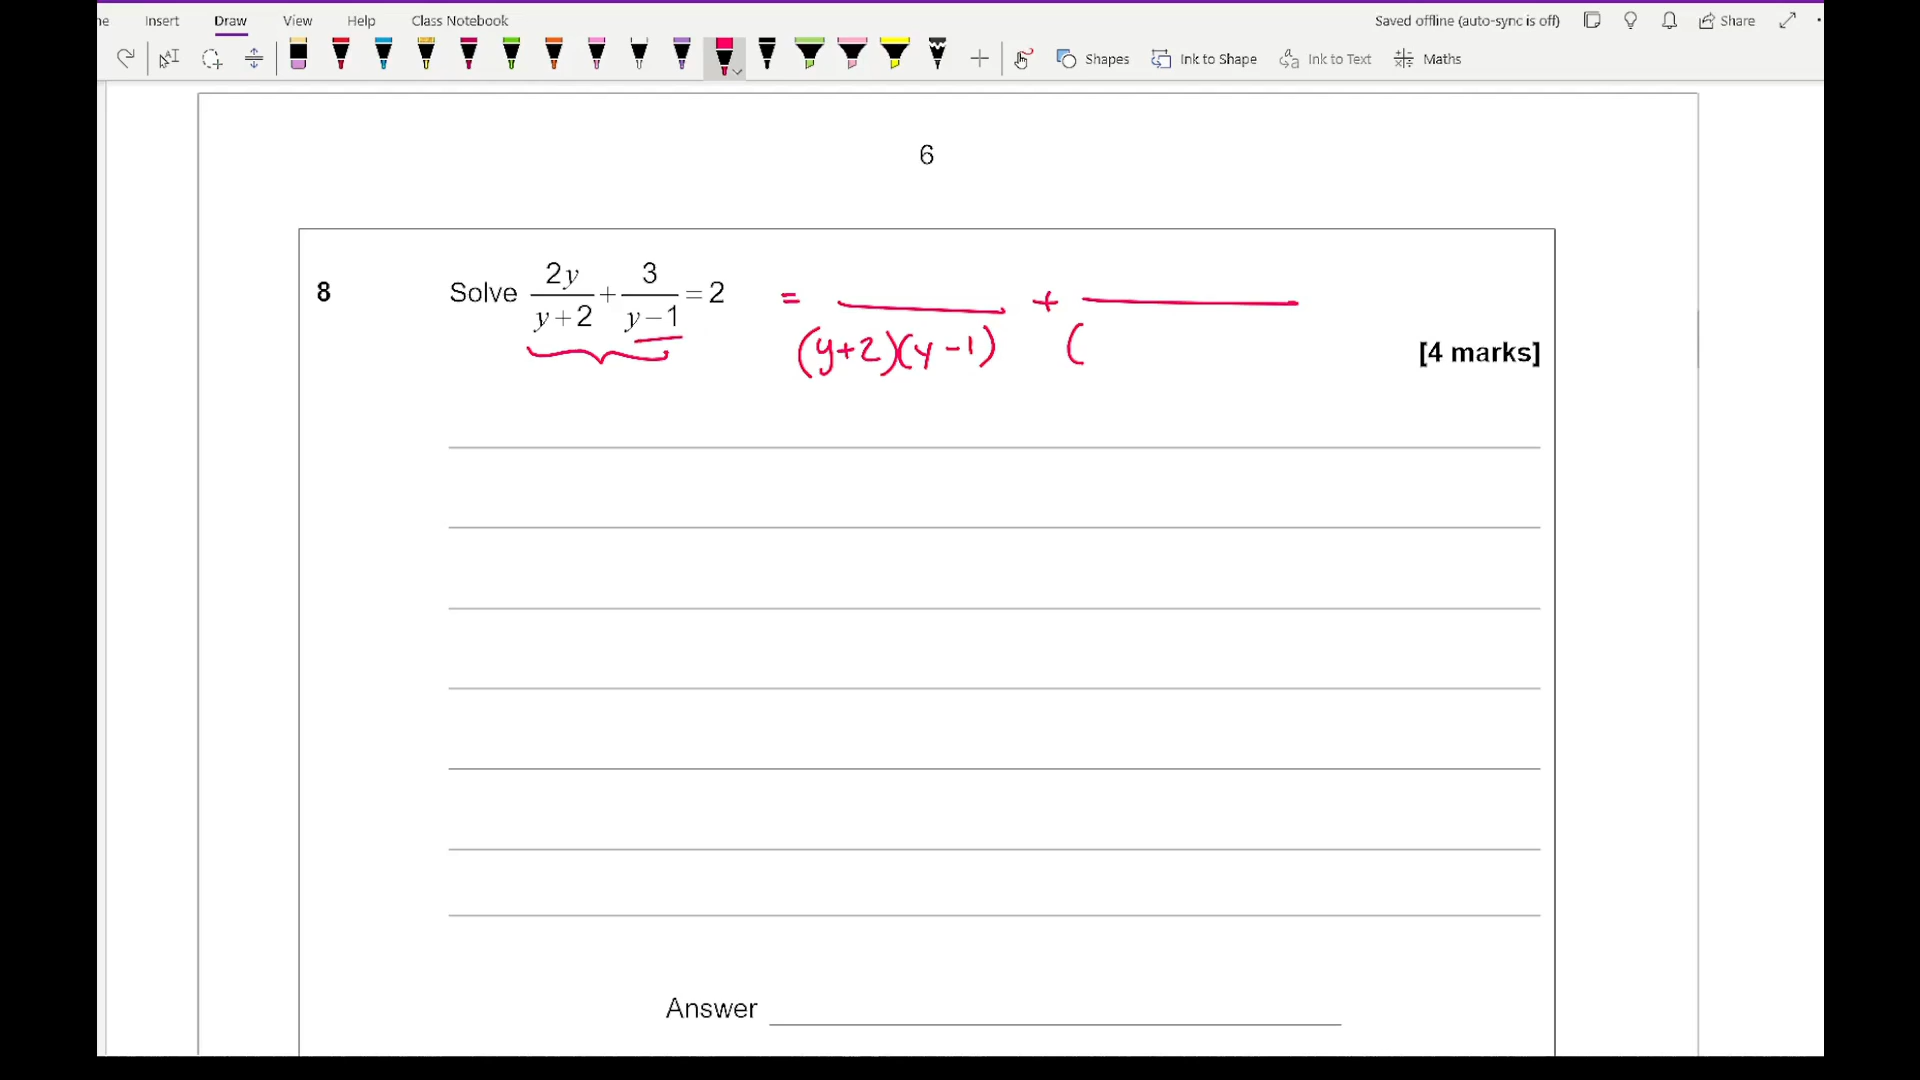 ne Insert Draw View Help Class Notebook Saved offline (auto-sync is off) Share
Shapes Ink to Shape Ink to Text Maths
6
8 Solve 2y/(y+2) + 3/(y−1) = 2 = /(y+2)(y-1) + /(
[4 marks]
Answer